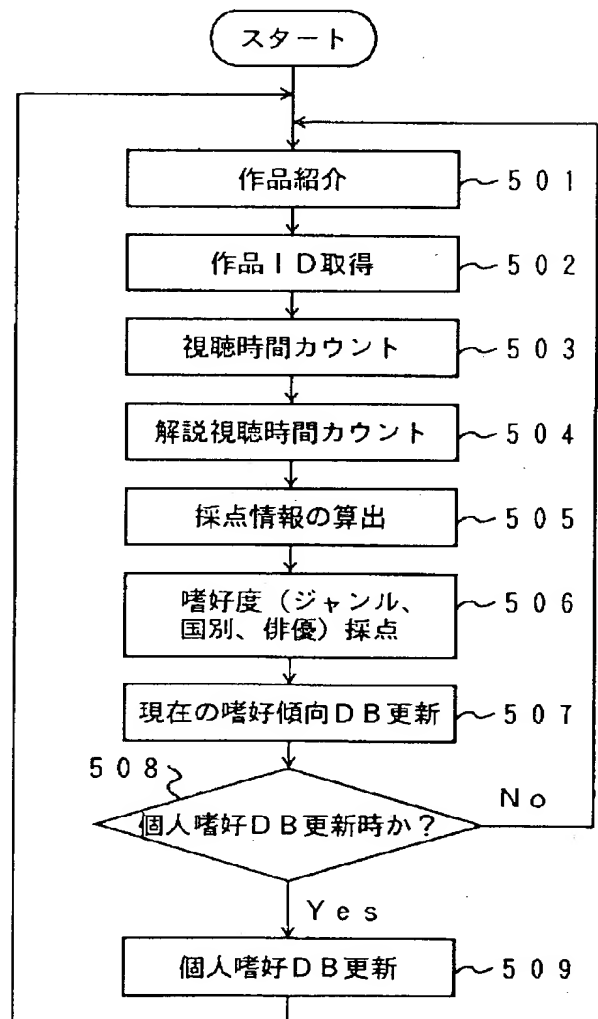 スタート
作品紹介
501
作品ID取得
502
視聴時間カウント
503
解説視聴時間カウント
504
採点情報の算出
505
嗜好度(ジャンル、
国別、俳優)採点
506
現在の嗜好傾向DB更新
507
508
個人嗜好DB更新時か?
No
Yes
個人嗜好DB更新
509